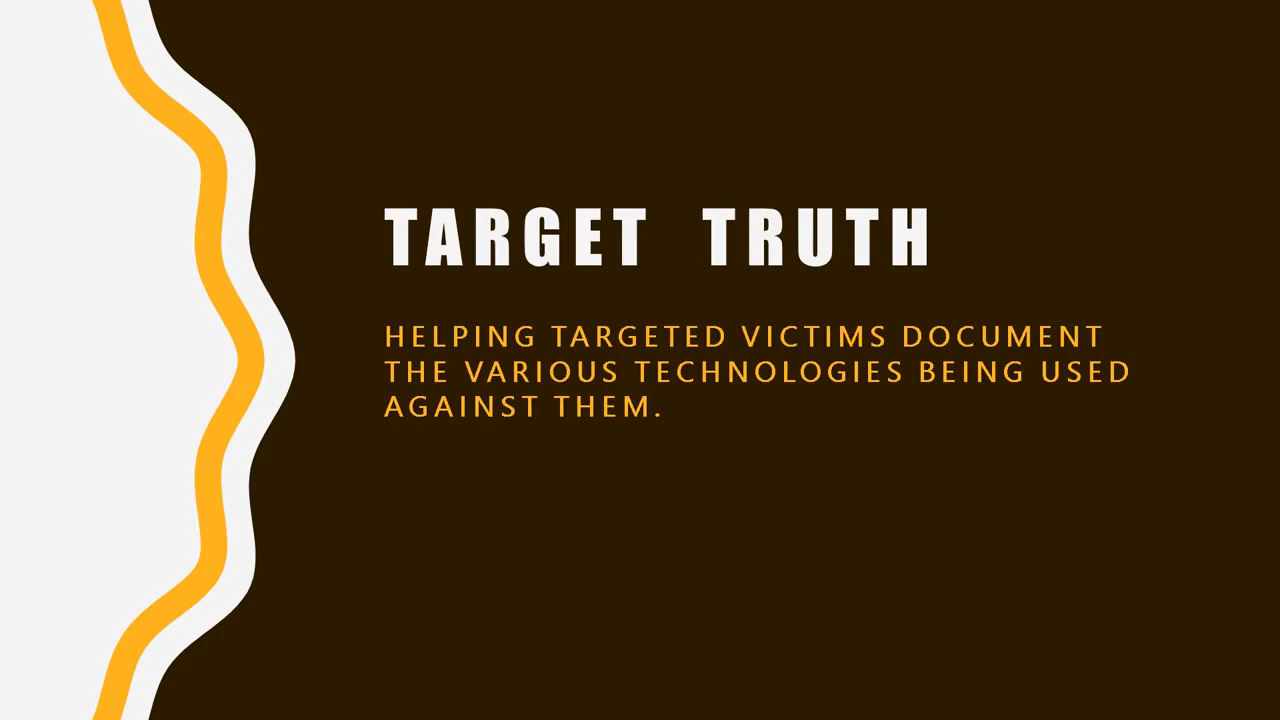 TARGET TRUTH
HELPING TARGETED VICTIMS DOCUMENT
THE VARIOUS TECHNOLOGIES BEING USED
AGAINST THEM.